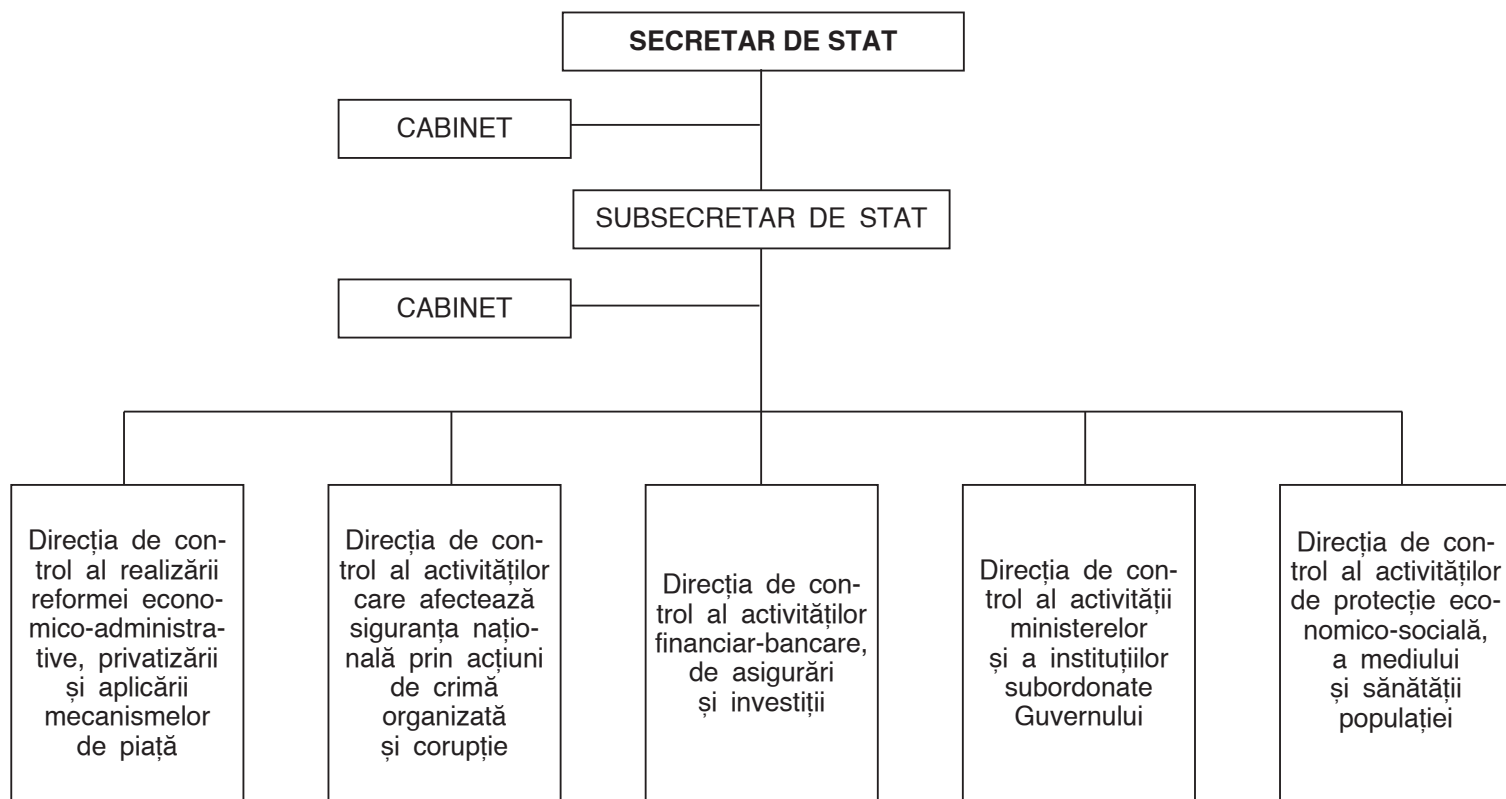 SECRETAR DE STAT
CABINET
SUBSECRETAR DE STAT
CABINET
Direcția de con-
trol al realizării
reformei econo-
mico-administra-
tive, privatizării
și aplicării
mecanismelor
de piață
Direcția de con-
trol al activităților
care afectează
siguranța națio-
nală prin acțiuni
de crimă
organizată
și corupție
Direcția de con-
trol al activităților
financiar-bancare,
de asigurări
și investiții
Direcția de con-
trol al activității
ministerelor
și a instituțiilor
subordonate
Guvernului
Direcția de con-
trol al activităților
de protecție eco-
nomico-socială,
a mediului
și sănătății
populației